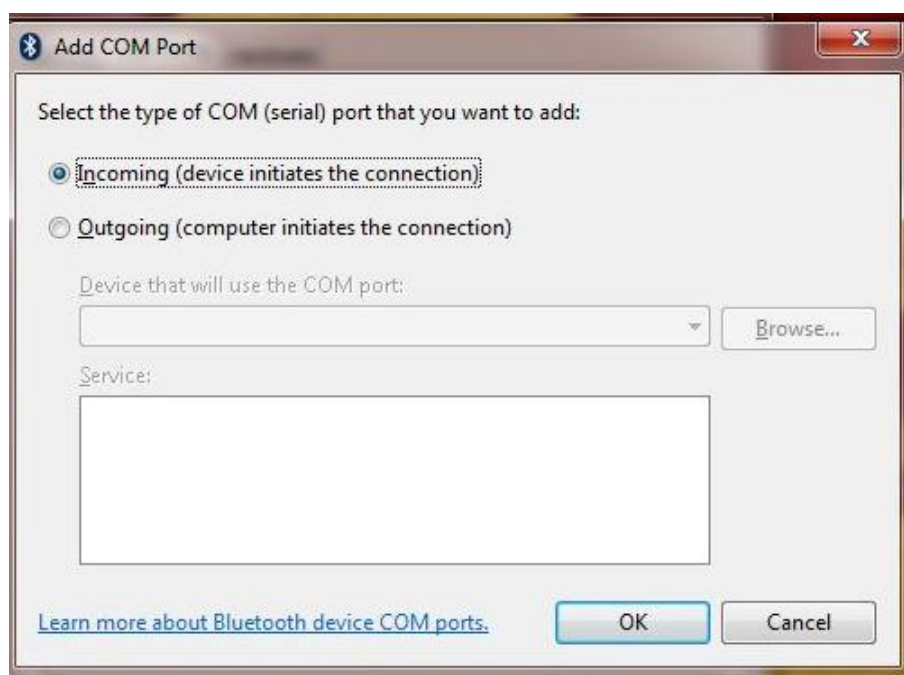 Add COM Port
Select the type of COM (serial) port that you want to add:
Incoming (device initiates the connection)
Outgoing (computer initiates the connection)
Device that will use the COM port:
Browse...
Service:
Learn more about Bluetooth device COM ports.
OK
Cancel